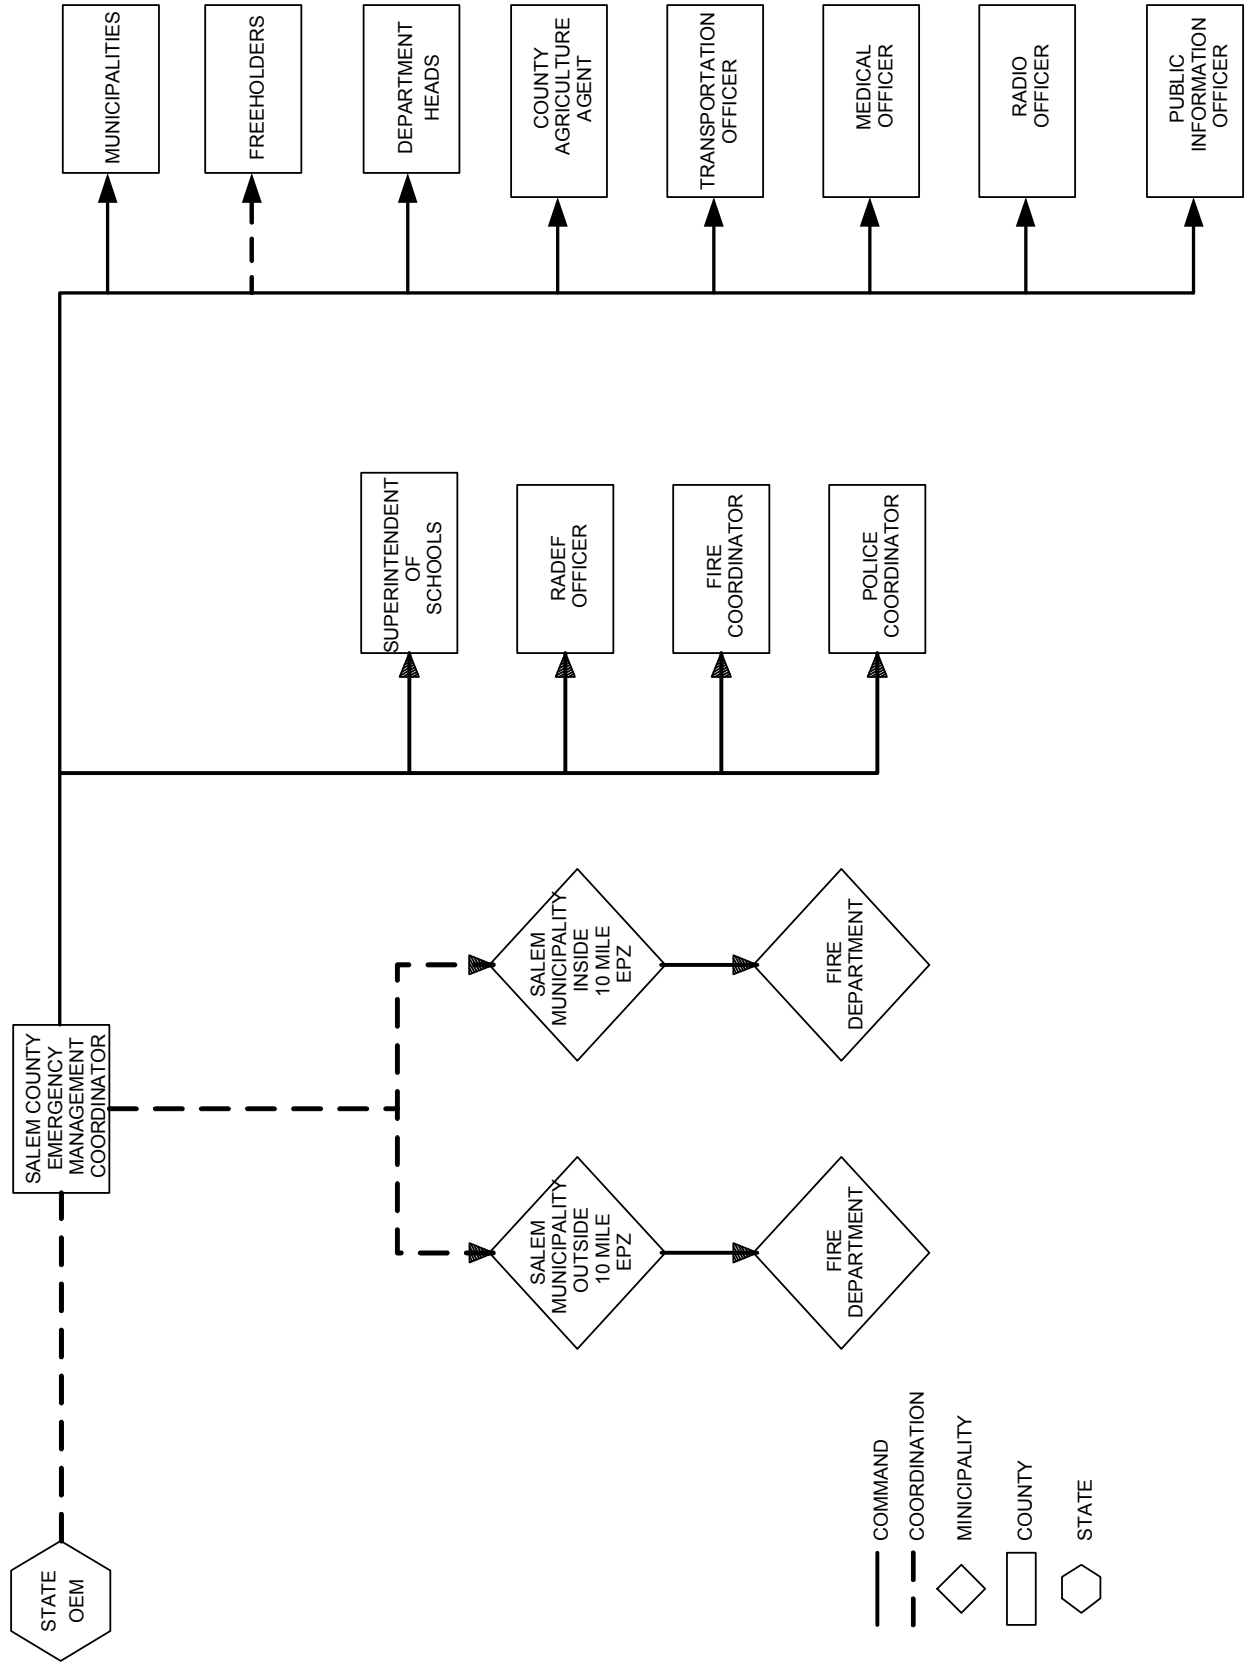 STATE
OEM
SALEM COUNTY
EMERGENCY
MANAGEMENT
COORDINATOR
MUNICIPALITIES
FREEHOLDERS
DEPARTMENT
HEADS
COUNTY
AGRICULTURE
AGENT
TRANSPORTATION
OFFICER
MEDICAL
OFFICER
RADIO
OFFICER
PUBLIC
INFORMATION
OFFICER
SUPERINTENDENT
OF
SCHOOLS
RADEF
OFFICER
FIRE
COORDINATOR
POLICE
COORDINATOR
SALEM
MUNICIPALITY
OUTSIDE
10 MILE
EPZ
SALEM
MUNICIPALITY
INSIDE
10 MILE
EPZ
FIRE
DEPARTMENT
FIRE
DEPARTMENT
COMMAND
COORDINATION
MINICIPALITY
COUNTY
STATE